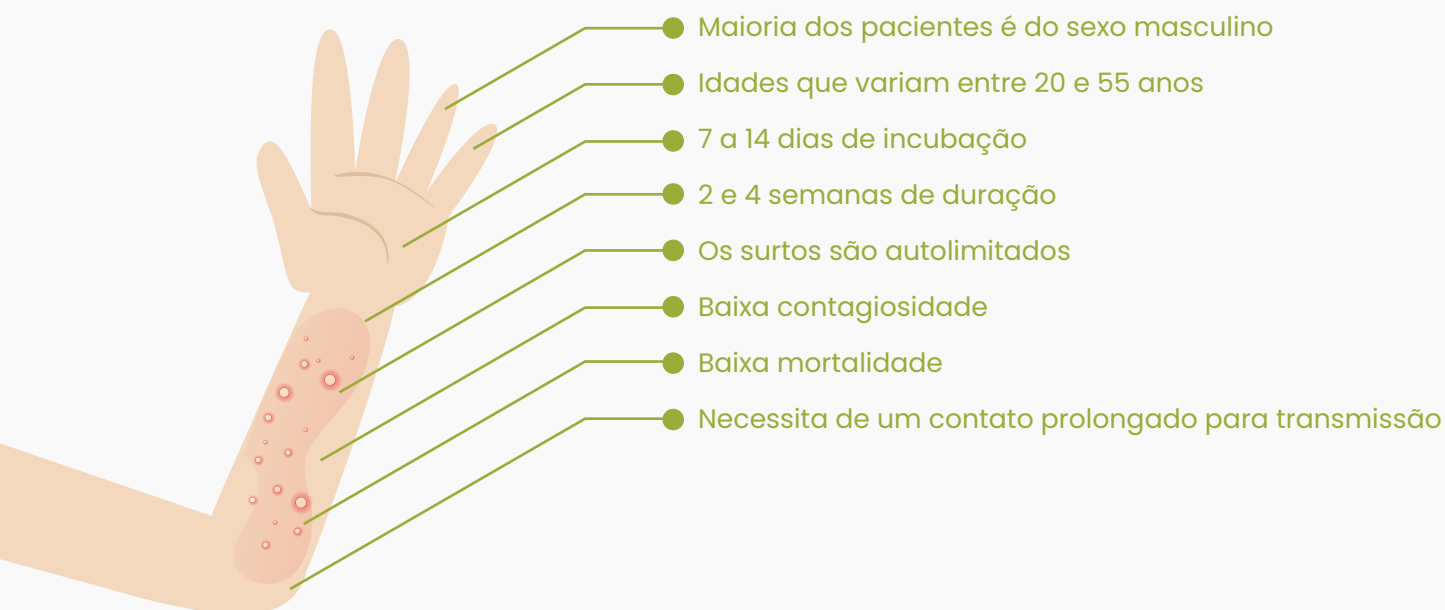 Maioria dos pacientes é do sexo masculino
Idades que variam entre 20 e 55 anos
7 a 14 dias de incubação
2 e 4 semanas de duração
Os surtos são autolimitados
Baixa contagiosidade
Baixa mortalidade
Necessita de um contato prolongado para transmissão